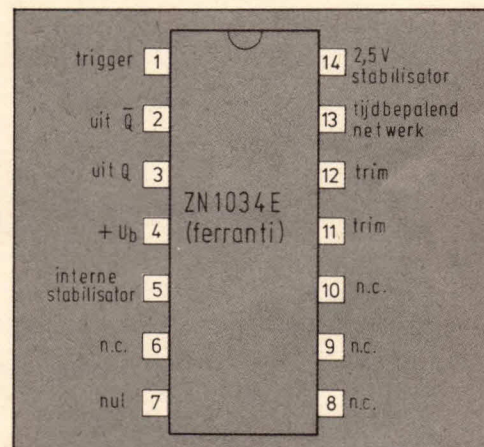 trigger 1
uit Q̅ 2
uit Q 3
+ Ub 4
interne
stabilisator 5
n.c. 6
nul 7
ZN1034E
(ferranti)
14 2,5 V
stabilisator
13 tijdbepalend
netwerk
12 trim
11 trim
10 n.c.
9 n.c.
8 n.c.